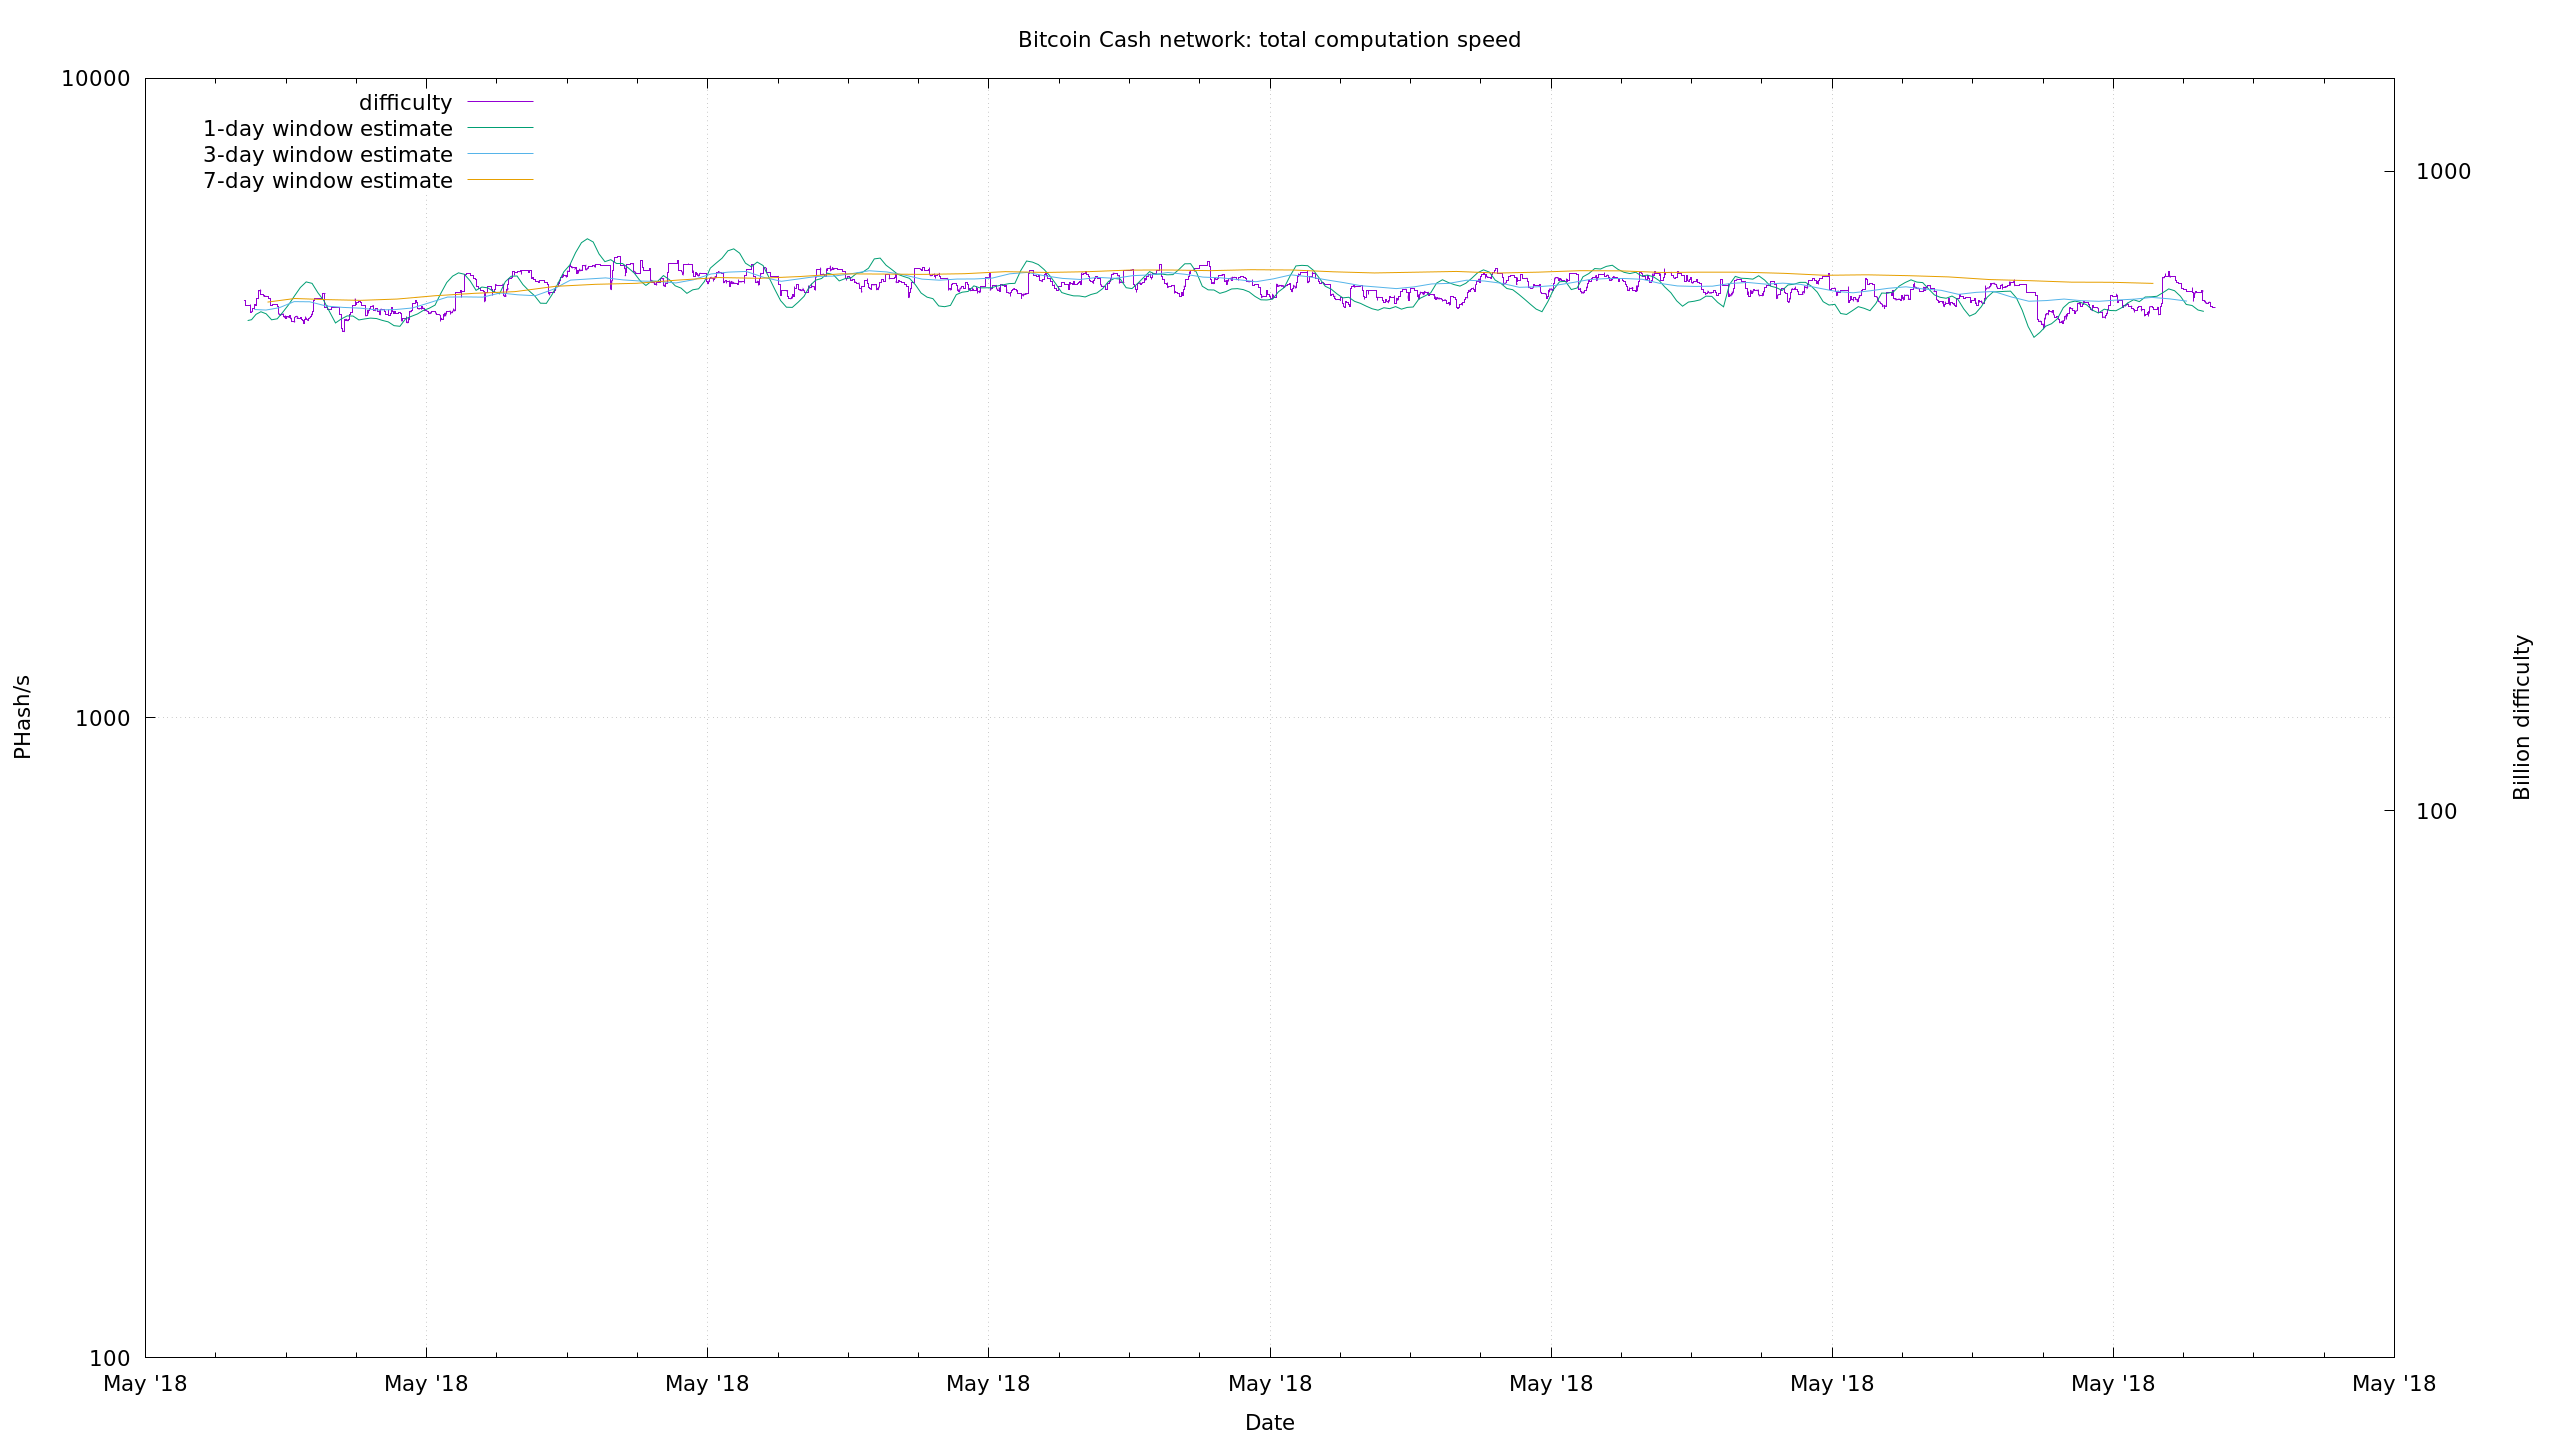 Bitcoin Cash network: total computation speed
10000
difficulty
1-day window estimate
3-day window estimate
7-day window estimate
1000
1000
100
100
PHash/s
Billion difficulty
May '18
May '18
May '18
May '18
May '18
May '18
May '18
May '18
May '18
Date